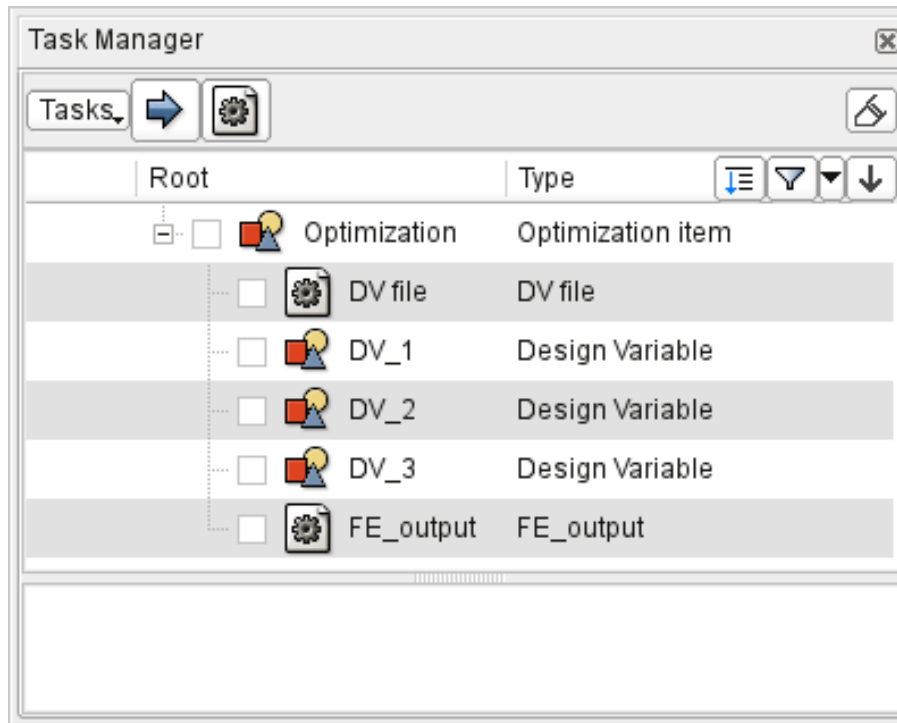 Task Manager
Tasks
Root Type
Optimization Optimization item
DV file DV file
DV_1 Design Variable
DV_2 Design Variable
DV_3 Design Variable
FE_output FE_output